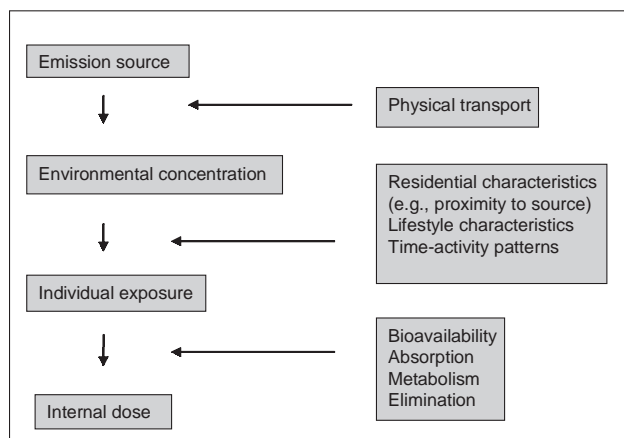 Emission source
Physical transport
Environmental concentration
Residential characteristics
(e.g., proximity to source)
Lifestyle characteristics
Time-activity patterns
Individual exposure
Bioavailability
Absorption
Metabolism
Elimination
Internal dose